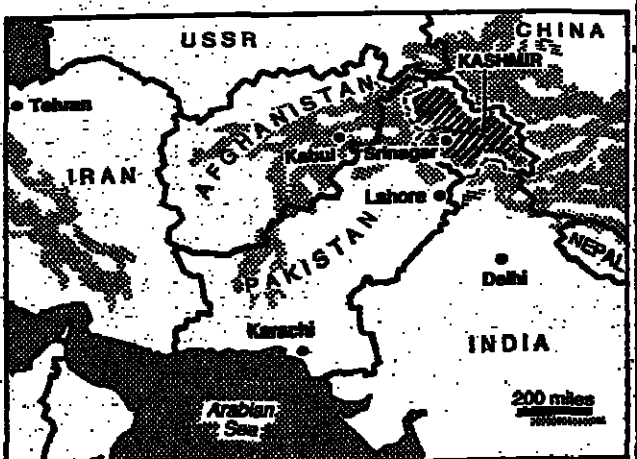 USSR
CHINA
KASHMIR
Tehran
AFGHANISTAN
Kabul
Srinagar
IRAN
Lahore
PAKISTAN
NEPAL
Delhi
Karachi
INDIA
200 miles
Arabian
Sea